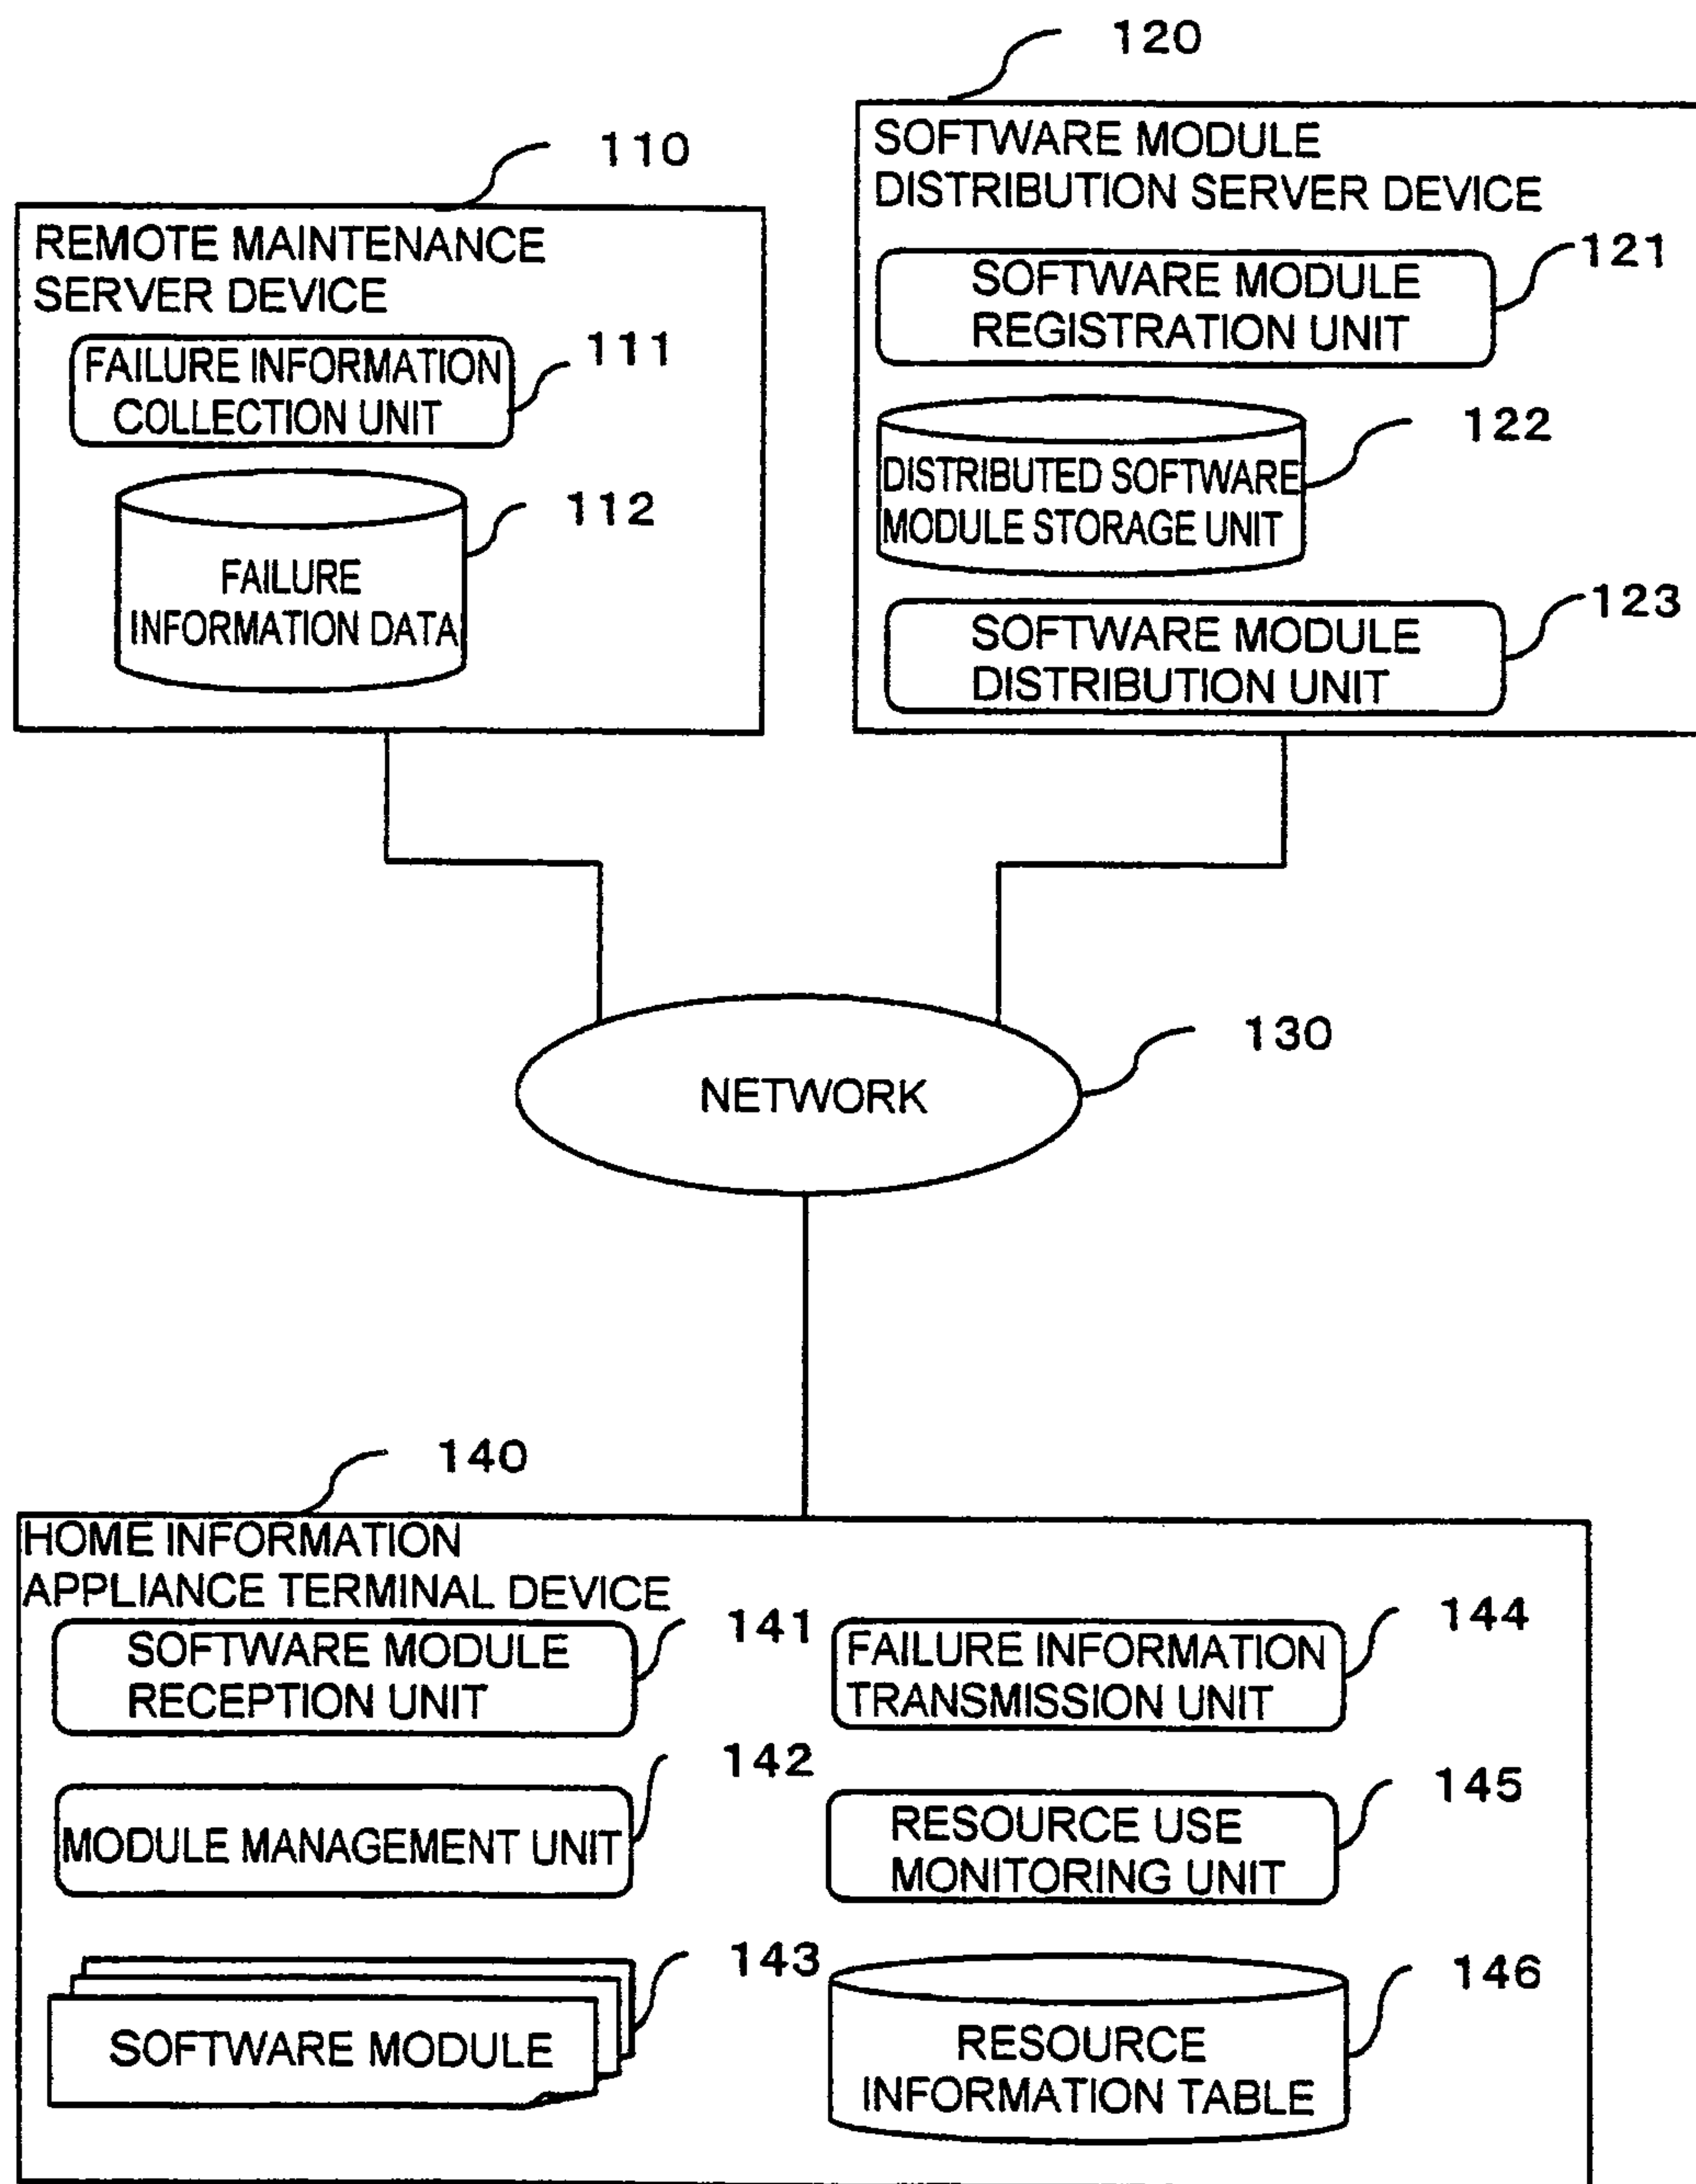 120
SOFTWARE MODULE
DISTRIBUTION SERVER DEVICE
110
REMOTE MAINTENANCE
SERVER DEVICE
SOFTWARE MODULE
REGISTRATION UNIT
121
FAILURE INFORMATION
COLLECTION UNIT
111
DISTRIBUTED SOFTWARE
MODULE STORAGE UNIT
122
FAILURE
INFORMATION DATA
112
SOFTWARE MODULE
DISTRIBUTION UNIT
123
NETWORK
130
140
HOME INFORMATION
APPLIANCE TERMINAL DEVICE
SOFTWARE MODULE
RECEPTION UNIT
141
FAILURE INFORMATION
TRANSMISSION UNIT
144
MODULE MANAGEMENT UNIT
142
RESOURCE USE
MONITORING UNIT
145
SOFTWARE MODULE
143
RESOURCE
INFORMATION TABLE
146